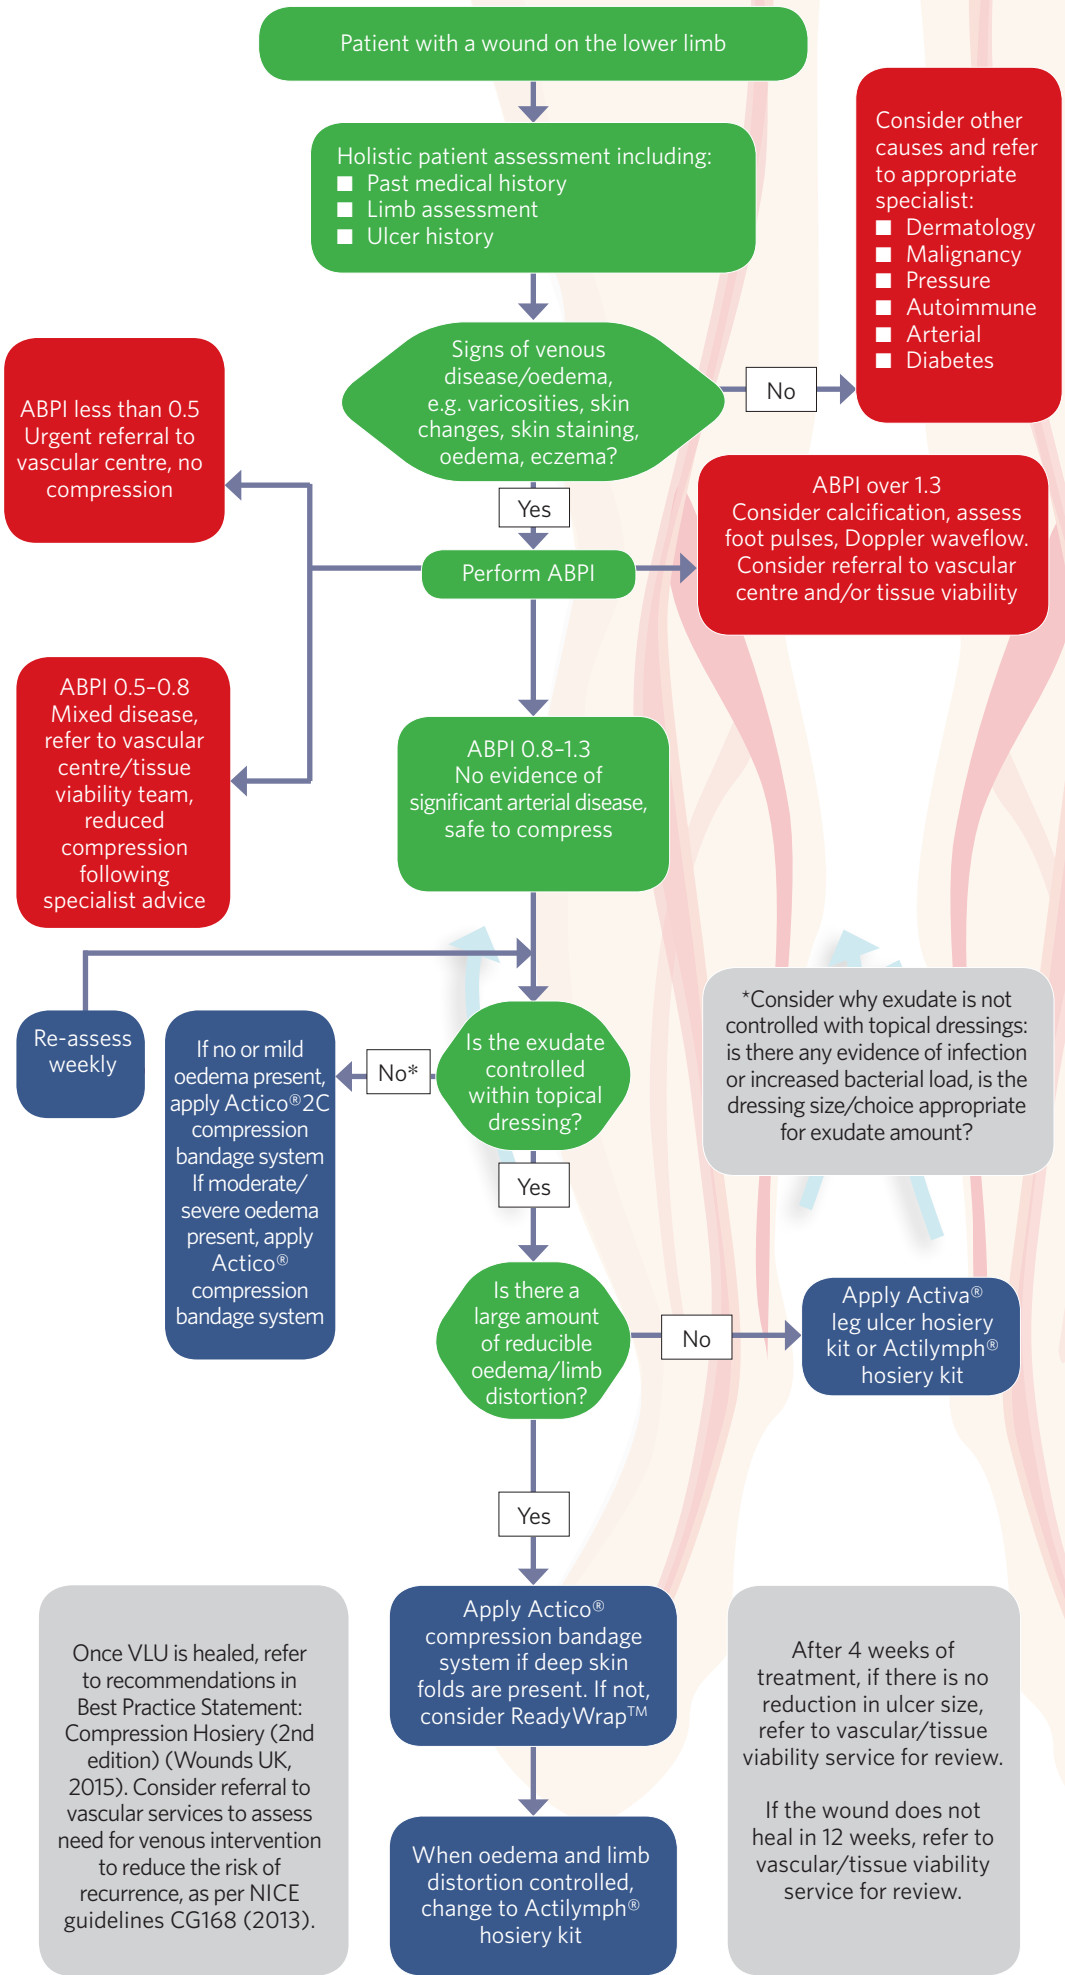 Patient with a wound on the lower limb
Holistic patient assessment including:
■ Past medical history
■ Limb assessment
■ Ulcer history
Consider other
causes and refer
to appropriate
specialist:
■ Dermatology
■ Malignancy
■ Pressure
■ Autoimmune
■ Arterial
■ Diabetes
Signs of venous
disease/oedema,
e.g. varicosities, skin
changes, skin staining,
oedema, eczema?
No
Yes
ABPI less than 0.5
Urgent referral to
vascular centre, no
compression
Perform ABPI
ABPI over 1.3
Consider calcification, assess
foot pulses, Doppler waveflow.
Consider referral to vascular
centre and/or tissue viability
ABPI 0.5–0.8
Mixed disease,
refer to vascular
centre/tissue
viability team,
reduced
compression
following
specialist advice
ABPI 0.8–1.3
No evidence of
significant arterial disease,
safe to compress
Re-assess
weekly
If no or mild
oedema present,
apply Actico®2C
compression
bandage system
If moderate/
severe oedema
present, apply
Actico®
compression
bandage system
No*
Is the exudate
controlled
within topical
dressing?
*Consider why exudate is not
controlled with topical dressings:
is there any evidence of infection
or increased bacterial load, is the
dressing size/choice appropriate
for exudate amount?
Yes
Is there a
large amount
of reducible
oedema/limb
distortion?
No
Apply Activa®
leg ulcer hosiery
kit or Actilymph®
hosiery kit
Yes
Apply Actico®
compression bandage
system if deep skin
folds are present. If not,
consider ReadyWrap™
When oedema and limb
distortion controlled,
change to Actilymph®
hosiery kit
Once VLU is healed, refer
to recommendations in
Best Practice Statement:
Compression Hosiery (2nd
edition) (Wounds UK,
2015). Consider referral to
vascular services to assess
need for venous intervention
to reduce the risk of
recurrence, as per NICE
guidelines CG168 (2013).
After 4 weeks of
treatment, if there is no
reduction in ulcer size,
refer to vascular/tissue
viability service for review.
If the wound does not
heal in 12 weeks, refer to
vascular/tissue viability
service for review.